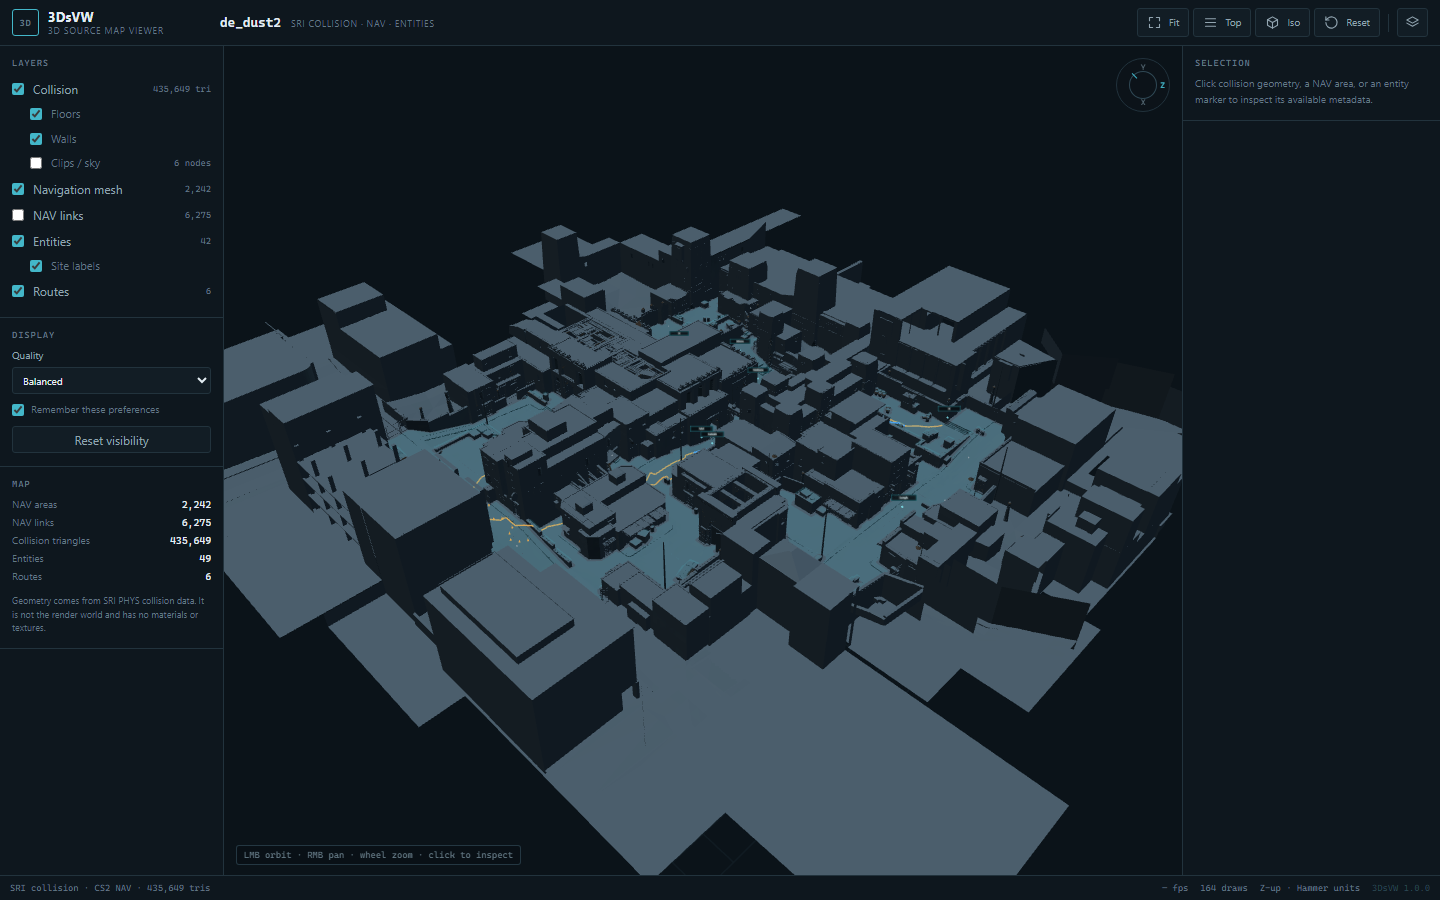 3D
3DsVW
3D SOURCE MAP VIEWER
de_dust2 SRI COLLISION · NAV · ENTITIES
Fit
Top
Iso
Reset
LAYERS
Collision 435,649 tri
Floors
Walls
Clips / sky 6 nodes
Navigation mesh 2,242
NAV links 6,275
Entities 42
Site labels
Routes 6
DISPLAY
Quality
Balanced
Remember these preferences
Reset visibility
MAP
NAV areas 2,242
NAV links 6,275
Collision triangles 435,649
Entities 49
Routes 6
Geometry comes from SRI PHYS collision data. It
is not the render world and has no materials or
textures.
Y
Z
X
LMB orbit · RMB pan · wheel zoom · click to inspect
SELECTION
Click collision geometry, a NAV area, or an entity
marker to inspect its available metadata.
SRI collision · CS2 NAV · 435,649 tris
— fps 164 draws Z-up · Hammer units 3DsVW 1.0.0